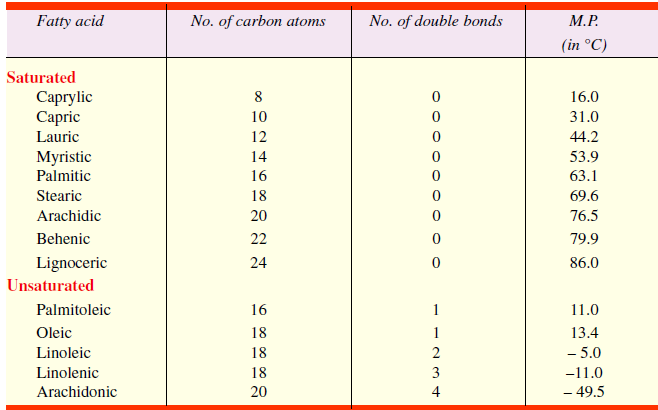 Fatty acid No. of carbon atoms No. of double bonds M.P.
(in °C)
Saturated
Caprylic 8 0 16.0
Capric 10 0 31.0
Lauric 12 0 44.2
Myristic 14 0 53.9
Palmitic 16 0 63.1
Stearic 18 0 69.6
Arachidic 20 0 76.5
Behenic 22 0 79.9
Lignoceric 24 0 86.0
Unsaturated
Palmitoleic 16 1 11.0
Oleic 18 1 13.4
Linoleic 18 2 – 5.0
Linolenic 18 3 –11.0
Arachidonic 20 4 – 49.5